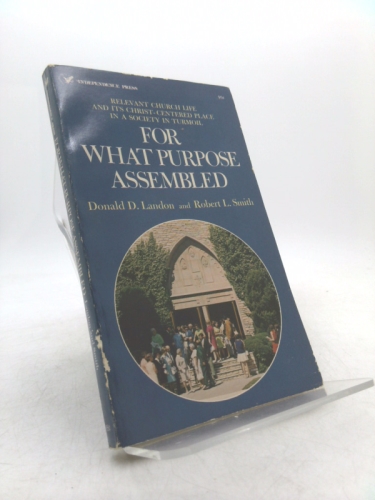 INDEPENDENCE PRESS
RELEVANT CHURCH LIFE
AND ITS CHRIST-CENTERED PLACE
IN A SOCIETY IN TURMOIL
FOR
WHAT PURPOSE
ASSEMBLED
Donald D. Landon and Robert L. Smith